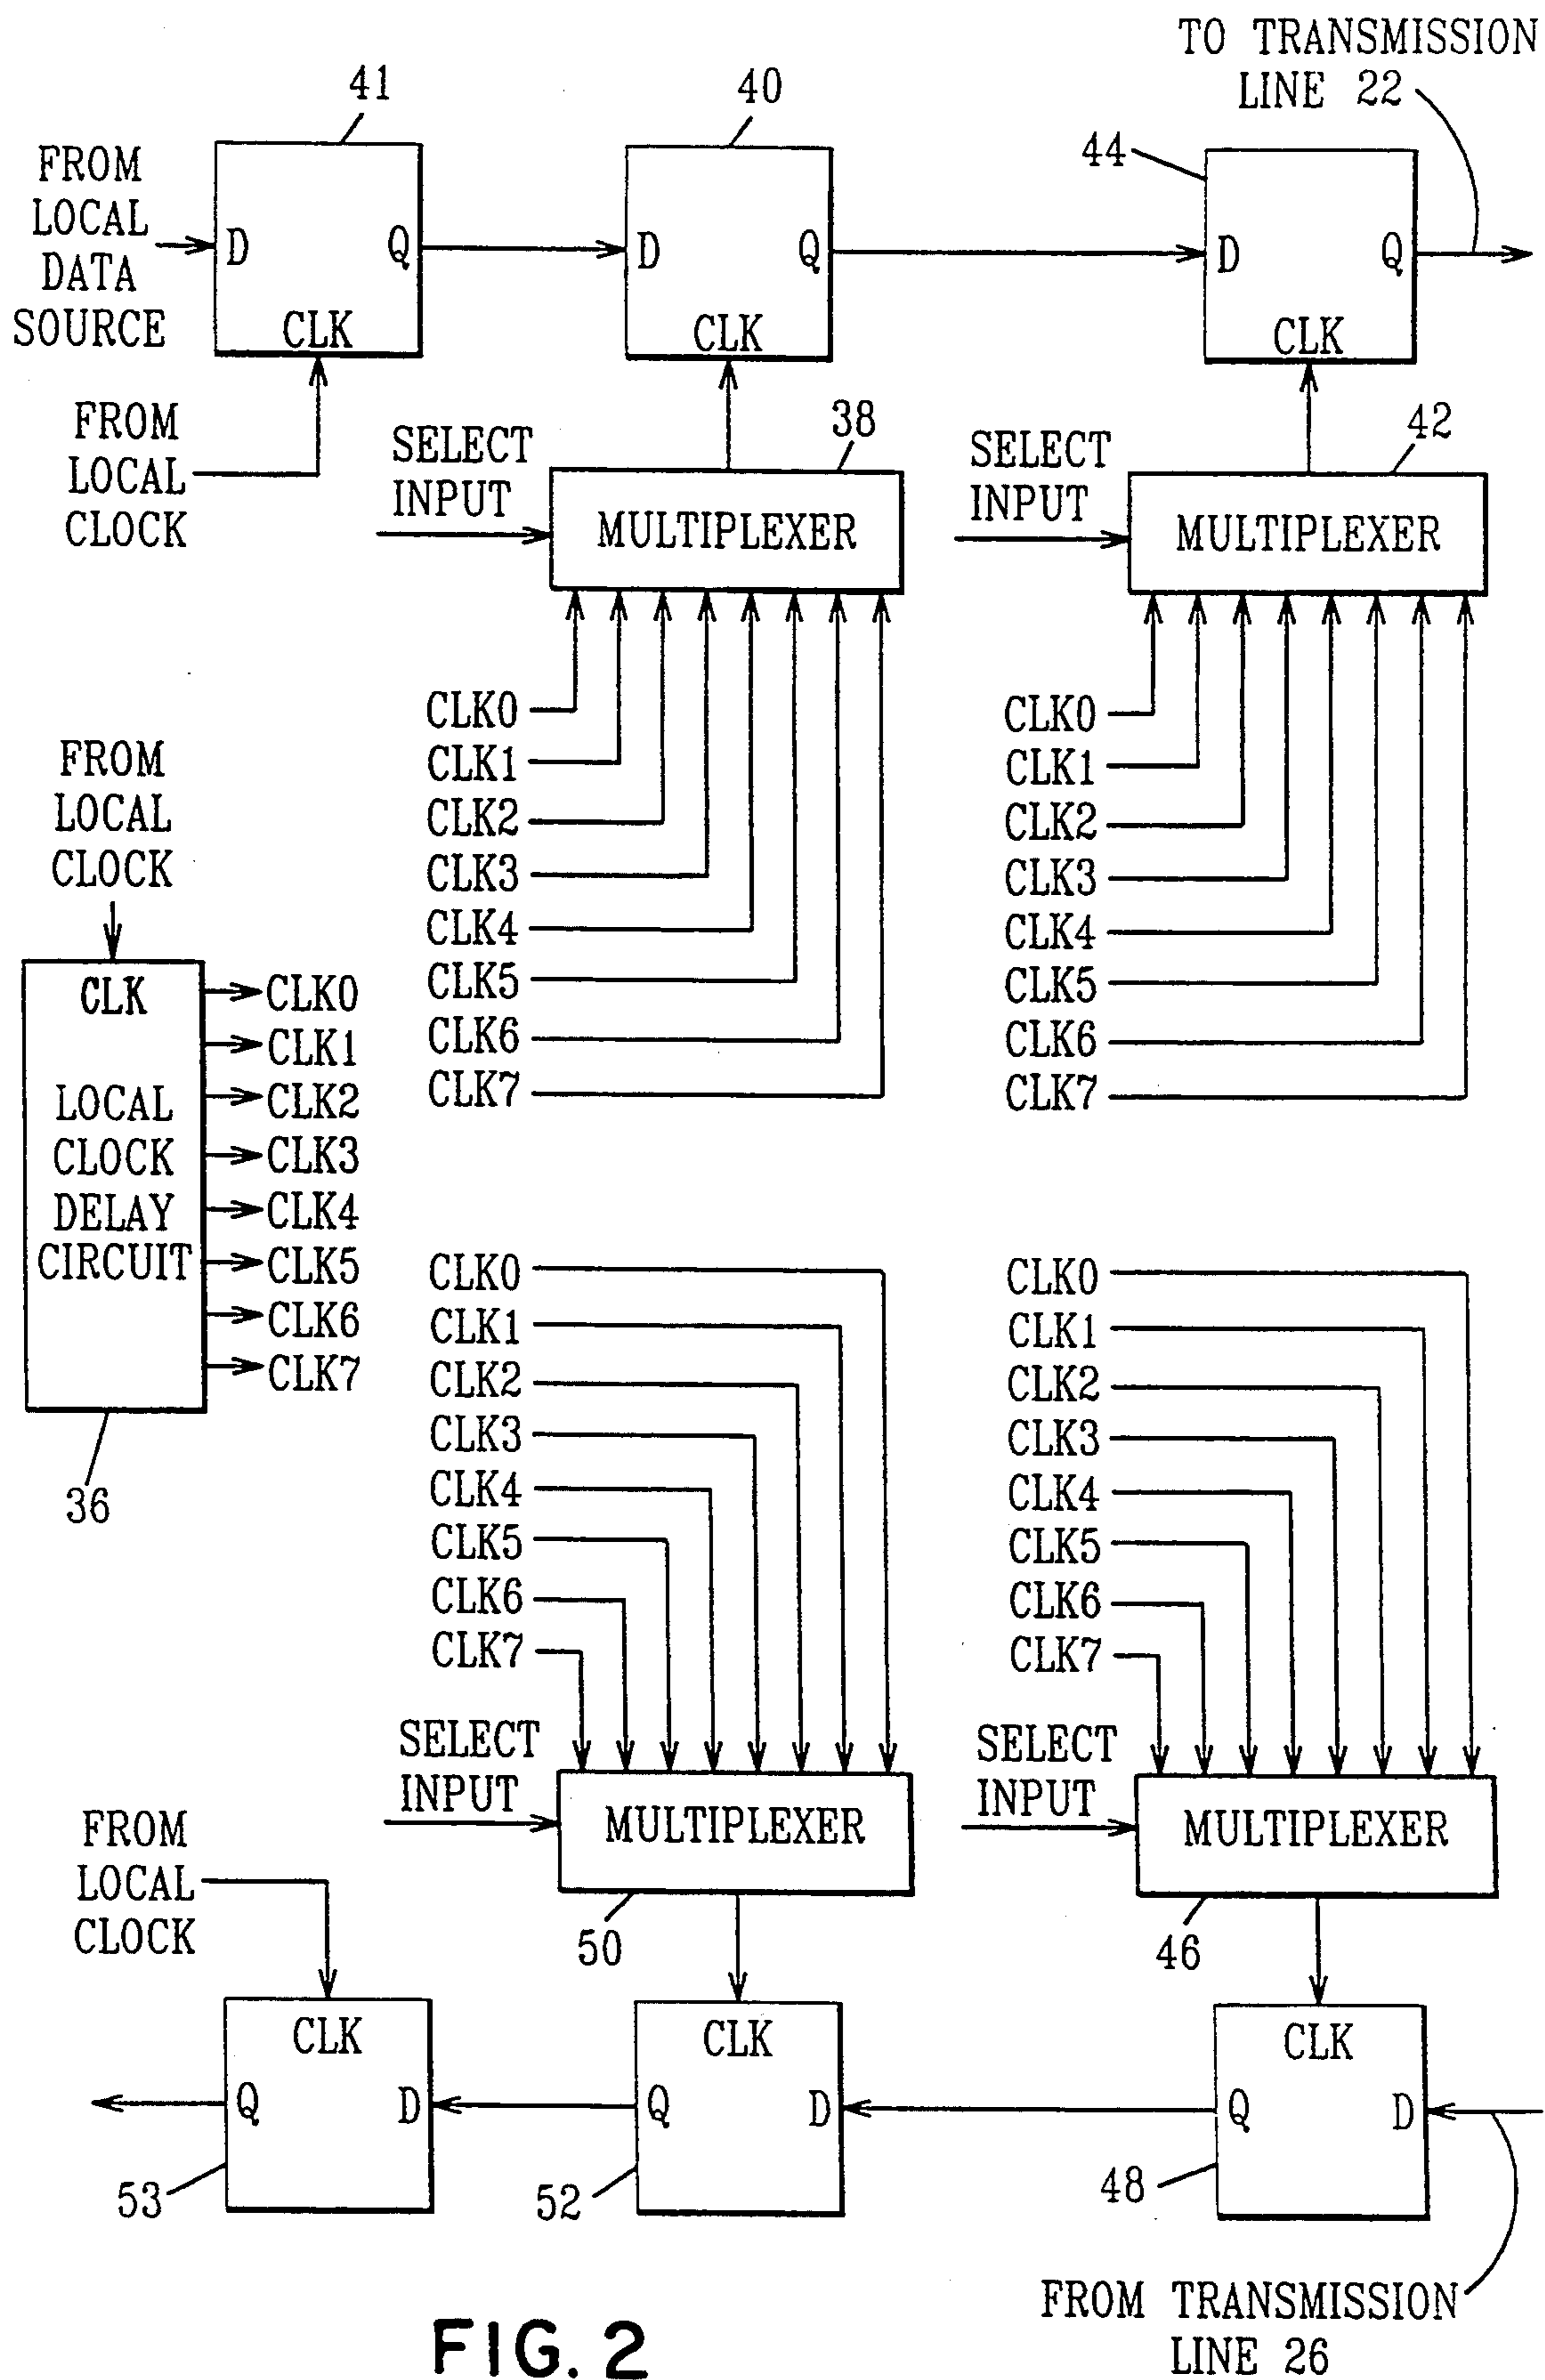 TO TRANSMISSION
LINE 22
41
40
44
FROM
LOCAL
DATA
SOURCE
D
Q
CLK
D
Q
CLK
D
Q
CLK
FROM
LOCAL
CLOCK
SELECT
INPUT
38
MULTIPLEXER
SELECT
INPUT
42
MULTIPLEXER
CLK0
CLK1
CLK2
CLK3
CLK4
CLK5
CLK6
CLK7
CLK0
CLK1
CLK2
CLK3
CLK4
CLK5
CLK6
CLK7
FROM
LOCAL
CLOCK
CLK
LOCAL
CLOCK
DELAY
CIRCUIT
CLK0
CLK1
CLK2
CLK3
CLK4
CLK5
CLK6
CLK7
36
CLK0
CLK1
CLK2
CLK3
CLK4
CLK5
CLK6
CLK7
CLK0
CLK1
CLK2
CLK3
CLK4
CLK5
CLK6
CLK7
SELECT
INPUT
MULTIPLEXER
50
SELECT
INPUT
MULTIPLEXER
46
FROM
LOCAL
CLOCK
CLK
Q
D
53
CLK
Q
D
52
CLK
Q
D
48
FROM TRANSMISSION
LINE 26
FIG. 2